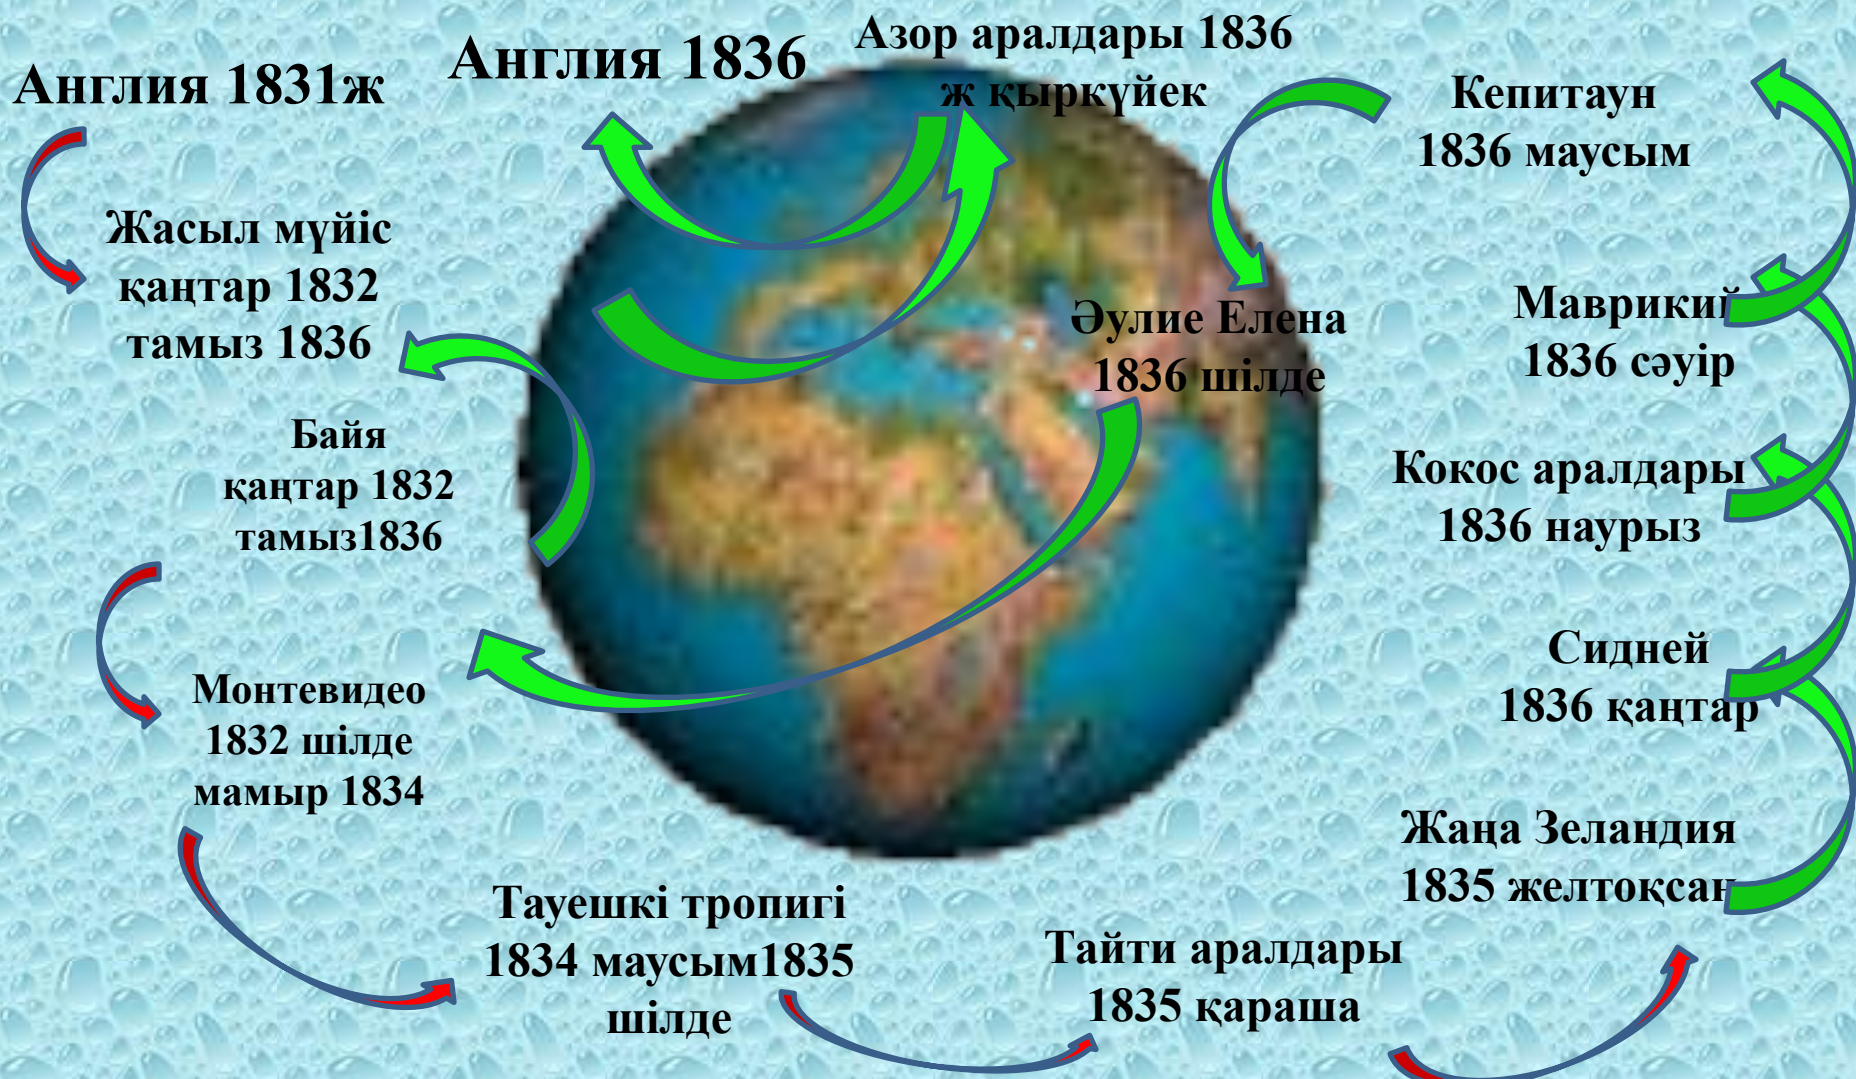 Англия 1831ж
Англия 1836
Азор аралдары 1836
ж қыркүйек
Кепитаун
1836 маусым
Жасыл мүйіс
қаңтар 1832
тамыз 1836
Әулие Елена
1836 шілде
Маврикий
1836 сәуір
Байя
қаңтар 1832
тамыз1836
Кокос аралдары
1836 наурыз
Монтевидео
1832 шілде
мамыр 1834
Сидней
1836 қаңтар
Жаңа Зеландия
1835 желтоқсан
Тауешкі тропигі
1834 маусым1835
шілде
Тайти аралдары
1835 қараша